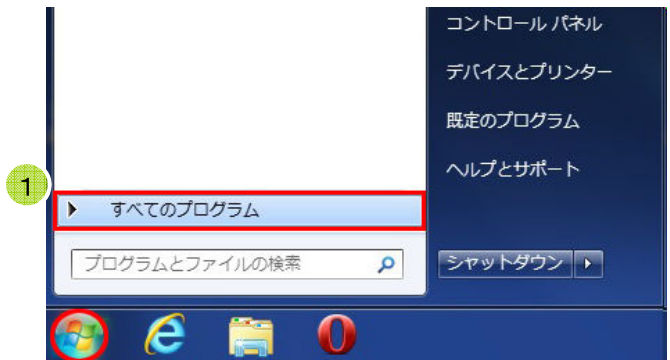 コントロール パネル
デバイスとプリンター
既定のプログラム
ヘルプとサポート
1
すべてのプログラム
プログラムとファイルの検索
シャットダウン